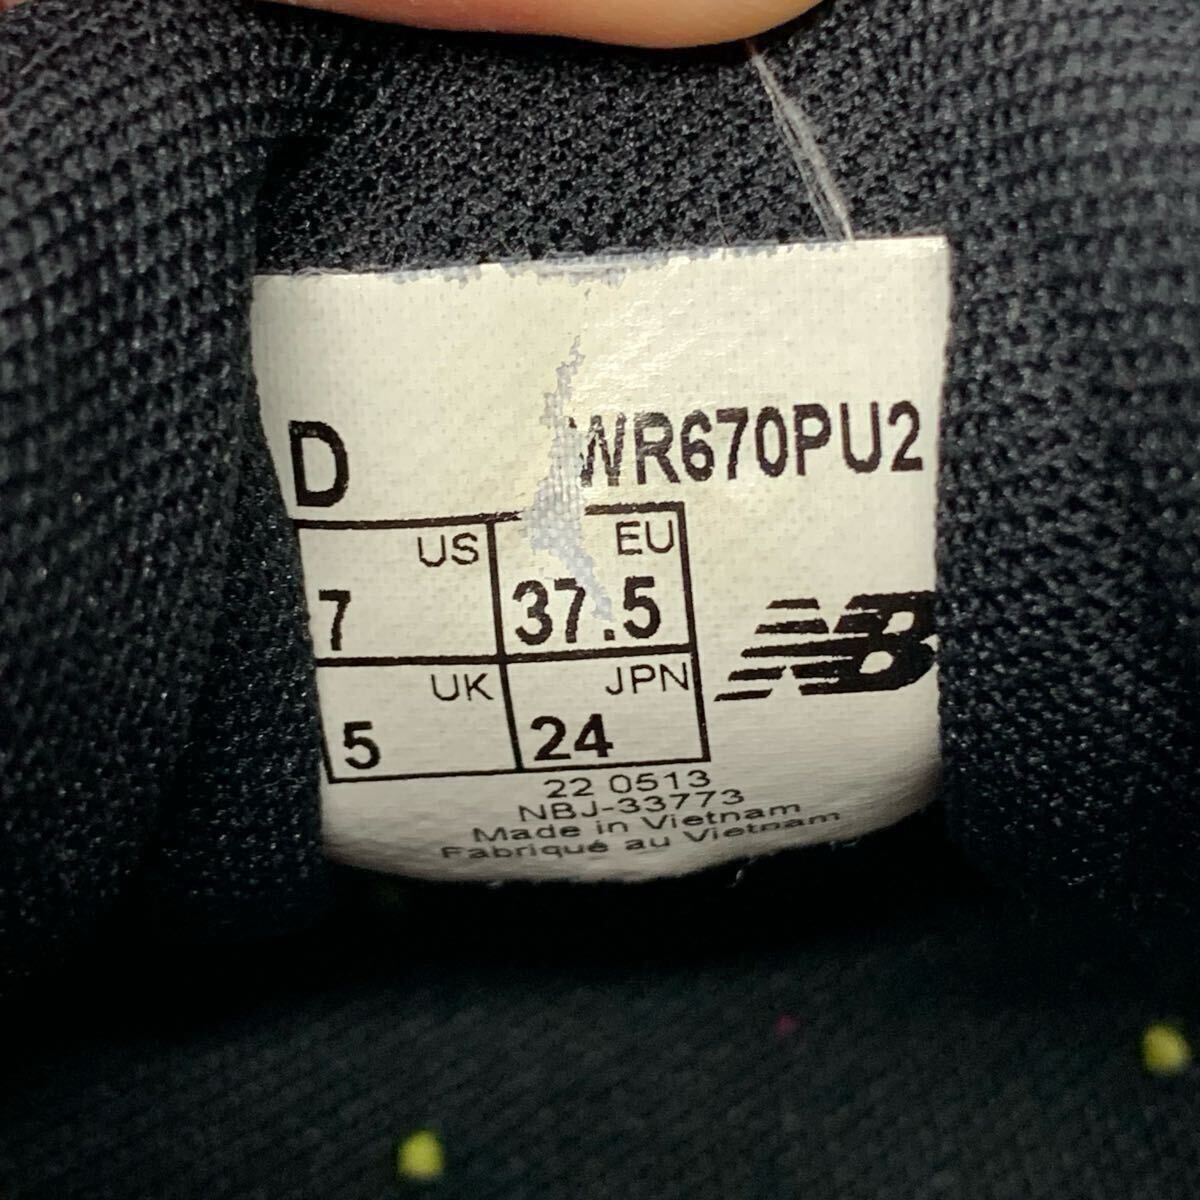 D WR670PU2
US EU
7 37.5
NB
UK JPN
5 24
22 0513
NBJ-33773
Made in Vietnam
Fabriqué au Vietnam